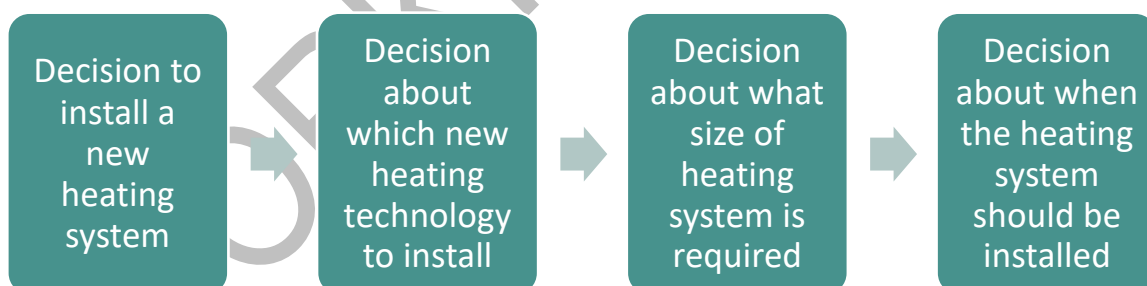 Decision to
install a
new
heating
system
Decision
about
which new
heating
technology
to install
Decision
about what
size of
heating
system is
required
Decision
about when
the heating
system
should be
installed